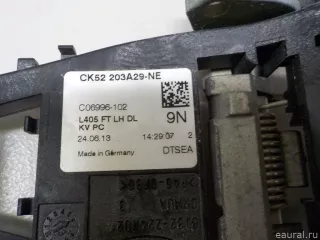 CK52 203A29-NE
C06996-102
L405 FT LH DL
9N
KV PC
24.06.13
14:29:07 2
Made in Germany
DTSEA
eaural.ru